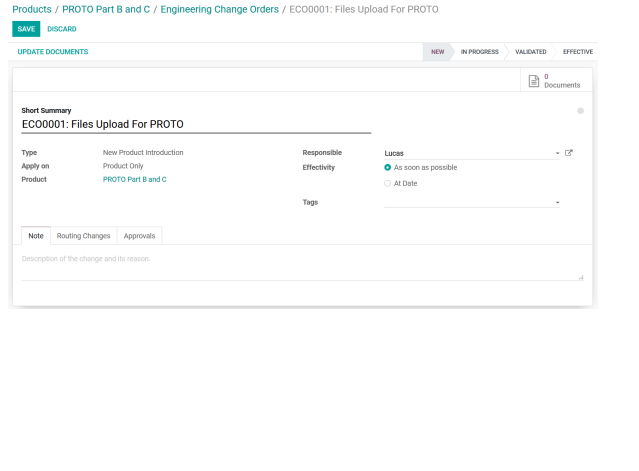 Products / PROTO Part B and C / Engineering Change Orders / ECO0001: Files Upload For PROTO
SAVE DISCARD
UPDATE DOCUMENTS NEW IN PROGRESS VALIDATED EFFECTIVE
0
Documents
Short Summary
ECO0001: Files Upload For PROTO
Type New Product Introduction Responsible Lucas
Apply on Product Only Effectivity As soon as possible
Product PROTO Part B and C
At Date
Tags
Note Routing Changes Approvals
Description of the change and its reason.